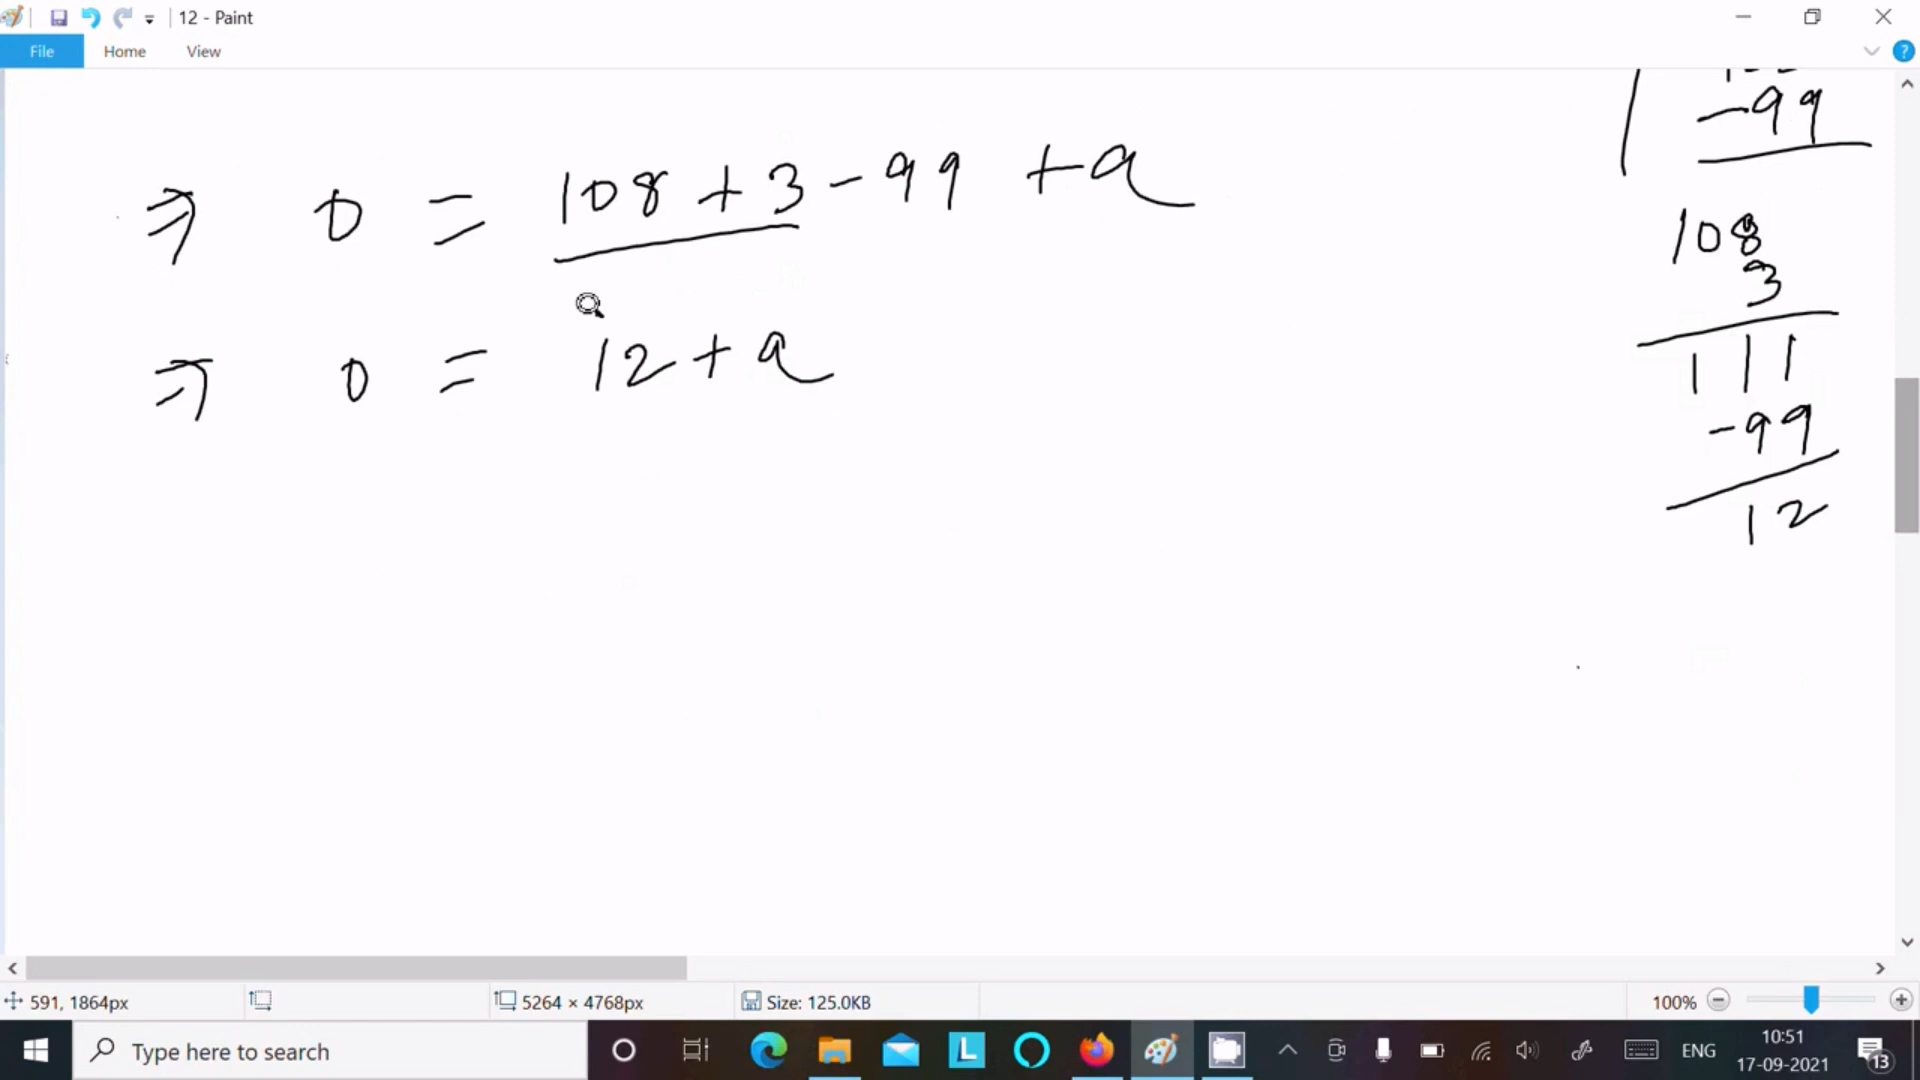 12 - Paint
File Home View
-99
⇒ 0 = 108 + 3 - 99 + a
108
3
⇒ 0 = 12 + a
111
-99
12
591, 1864px 5264 × 4768px Size: 125.0KB 100%
Type here to search L ENG 10:51
17-09-2021 13